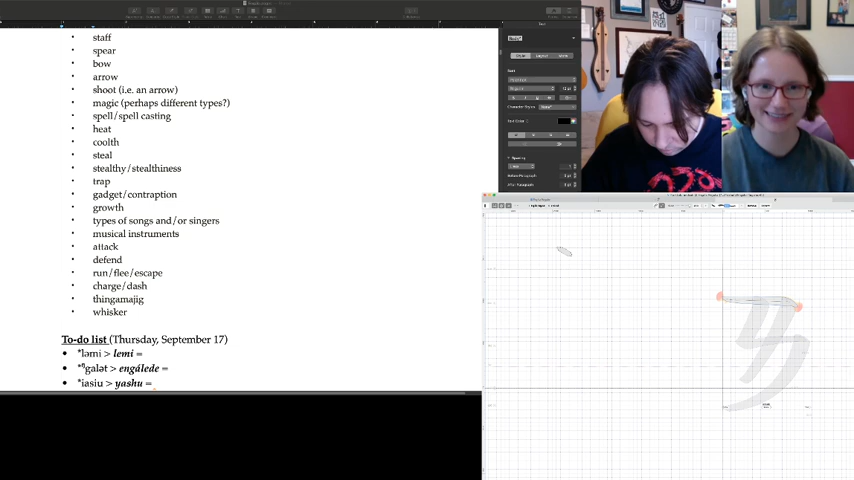 staff
spear
bow
arrow
shoot (i.e. an arrow)
magic (perhaps different types?)
spell/spell casting
heat
coolth
steal
stealthy/stealthiness
trap
gadget/contraption
growth
types of songs and/or singers
musical instruments
attack
defend
run/flee/escape
charge/dash
thingamajig
whisker
To-do list (Thursday, September 17)
*ləmi > lemi =
*ᵑgalət > engálede =
*iasiu > yashu =